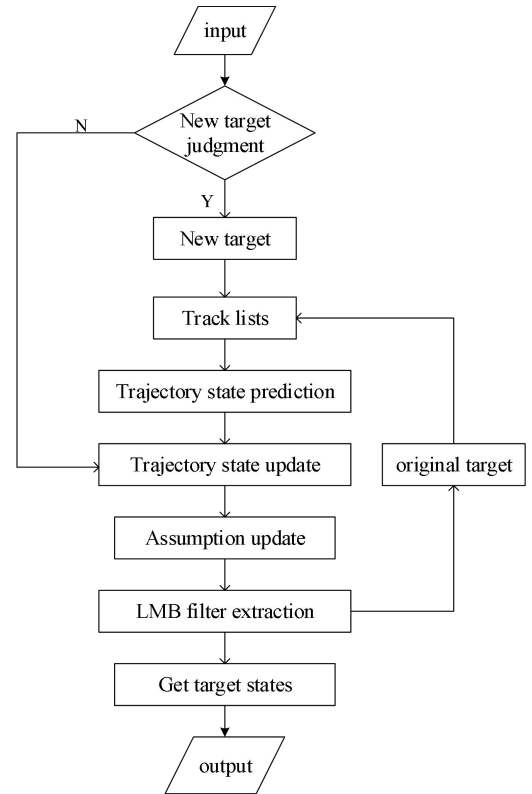 input
New target
judgment
N
Y
New target
Track lists
Trajectory state prediction
Trajectory state update
original target
Assumption update
LMB filter extraction
Get target states
output